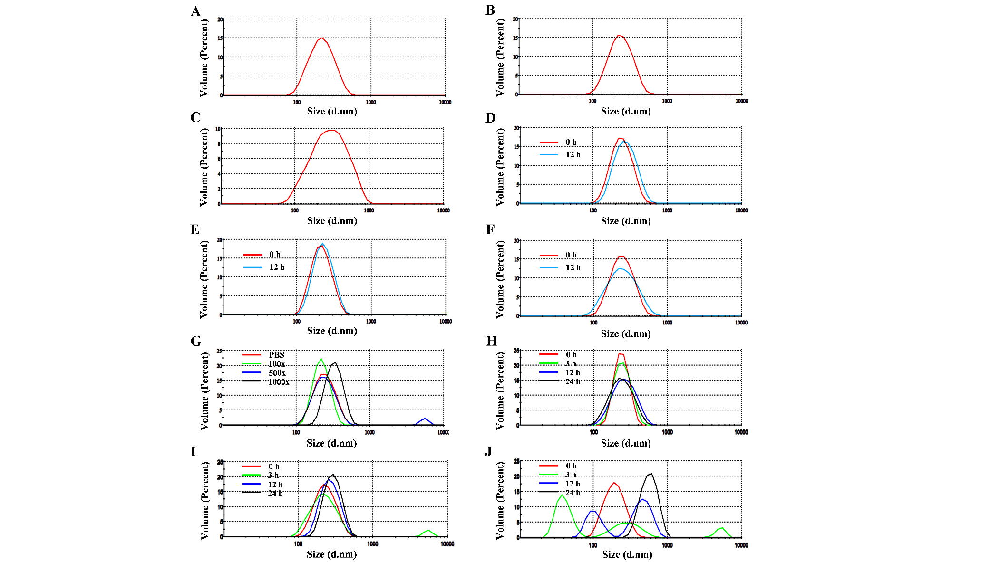 A
20
15
10
5
0
Volume (Percent)
100
1000
10000
Size (d.nm)
B
20
15
10
5
0
Volume (Percent)
100
1000
10000
Size (d.nm)
C
10
8
6
4
2
0
Volume (Percent)
100
1000
10000
Size (d.nm)
D
20
15
10
5
0
Volume (Percent)
0 h
12 h
100
1000
10000
Size (d.nm)
E
20
15
10
5
0
Volume (Percent)
0 h
12 h
100
1000
10000
Size (d.nm)
F
20
15
10
5
0
Volume (Percent)
0 h
12 h
100
1000
10000
Size (d.nm)
G
25
20
15
10
5
0
Volume (Percent)
PBS
100x
500x
1000x
100
1000
10000
Size (d.nm)
H
25
20
15
10
5
0
Volume (Percent)
0 h
3 h
12 h
24 h
100
1000
10000
Size (d.nm)
I
25
20
15
10
5
0
Volume (Percent)
0 h
3 h
12 h
24 h
100
1000
10000
Size (d.nm)
J
25
20
15
10
5
0
Volume (Percent)
0 h
3 h
12 h
24 h
100
1000
10000
Size (d.nm)